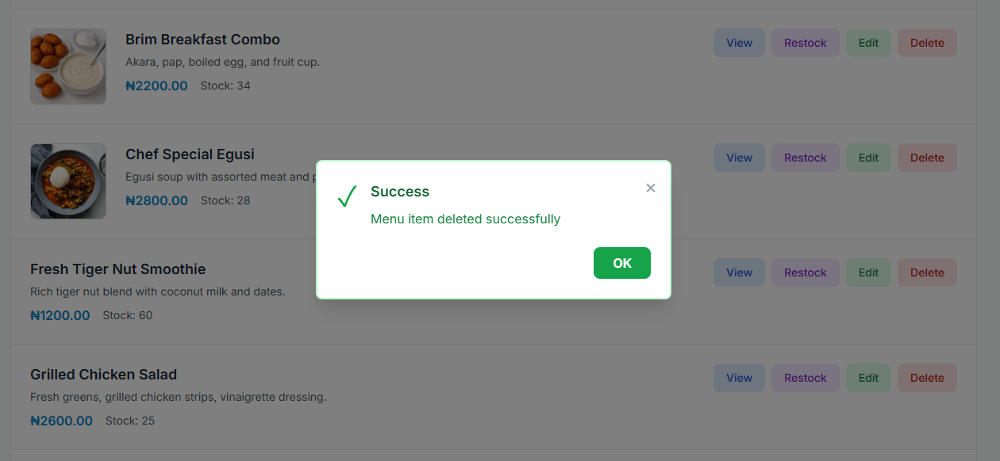 Brim Breakfast Combo
Akara, pap, boiled egg, and fruit cup.
₦2200.00 Stock: 34
View Restock Edit Delete
Chef Special Egusi
Egusi soup with assorted meat and
₦2800.00 Stock: 28
View Restock Edit Delete
Success
Menu item deleted successfully
OK
Fresh Tiger Nut Smoothie
Rich tiger nut blend with coconut milk and dates.
₦1200.00 Stock: 60
View Restock Edit Delete
Grilled Chicken Salad
Fresh greens, grilled chicken strips, vinaigrette dressing.
₦2600.00 Stock: 25
View Restock Edit Delete